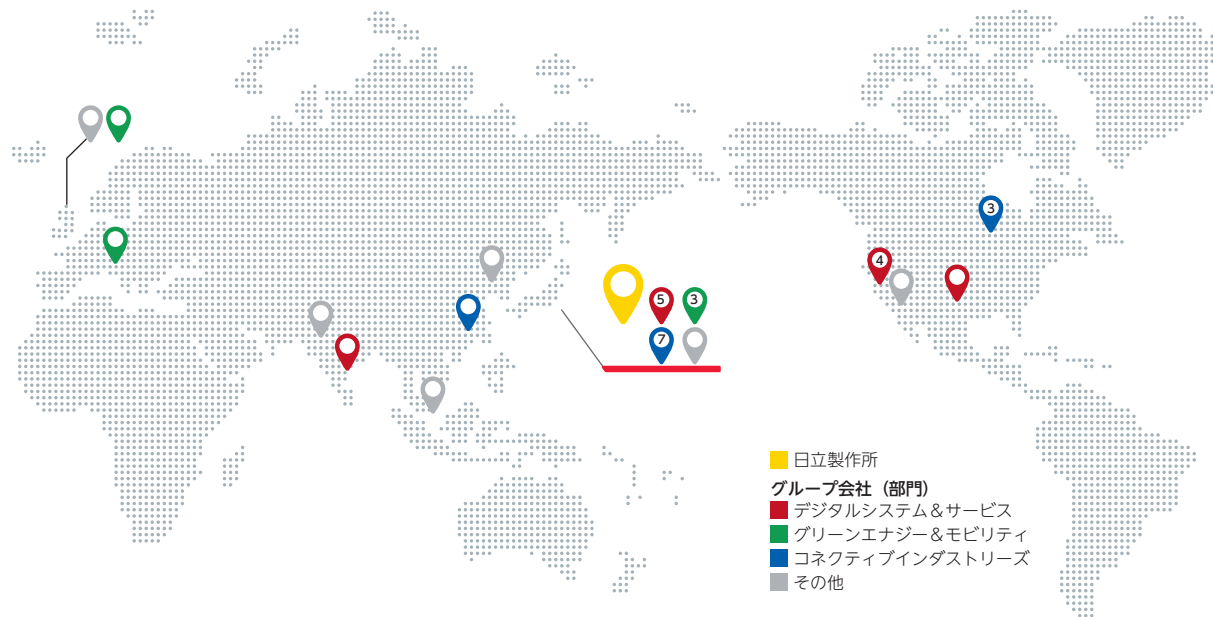 3
4
5
3
7
日立製作所
グループ会社（部門）
デジタルシステム＆サービス
グリーンエナジー＆モビリティ
コネクティブインダストリーズ
その他